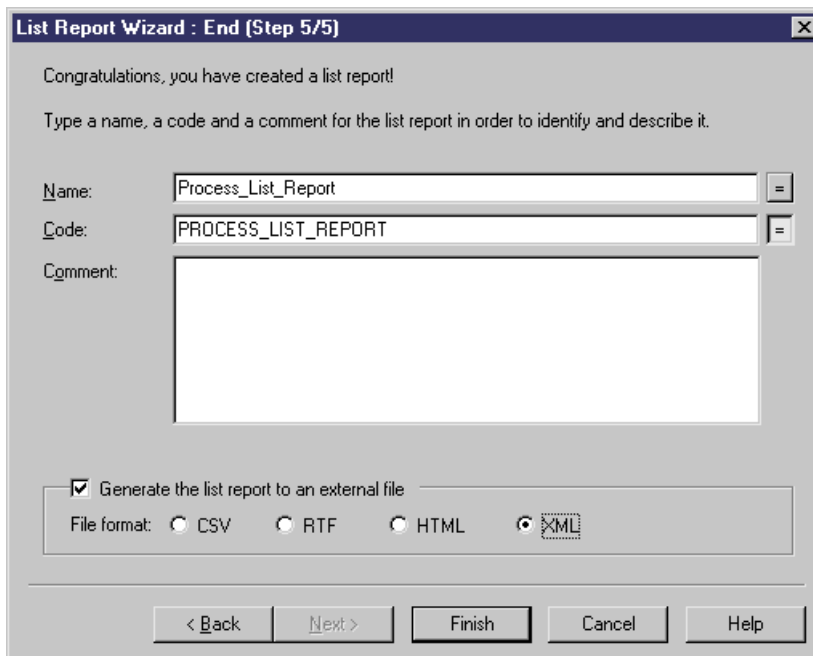 List Report Wizard : End (Step 5/5)
Congratulations, you have created a list report!
Type a name, a code and a comment for the list report in order to identify and describe it.
Name: Process_List_Report =
Code: PROCESS_LIST_REPORT =
Comment:
Generate the list report to an external file
File format: CSV RTF HTML XML
< Back Next > Finish Cancel Help